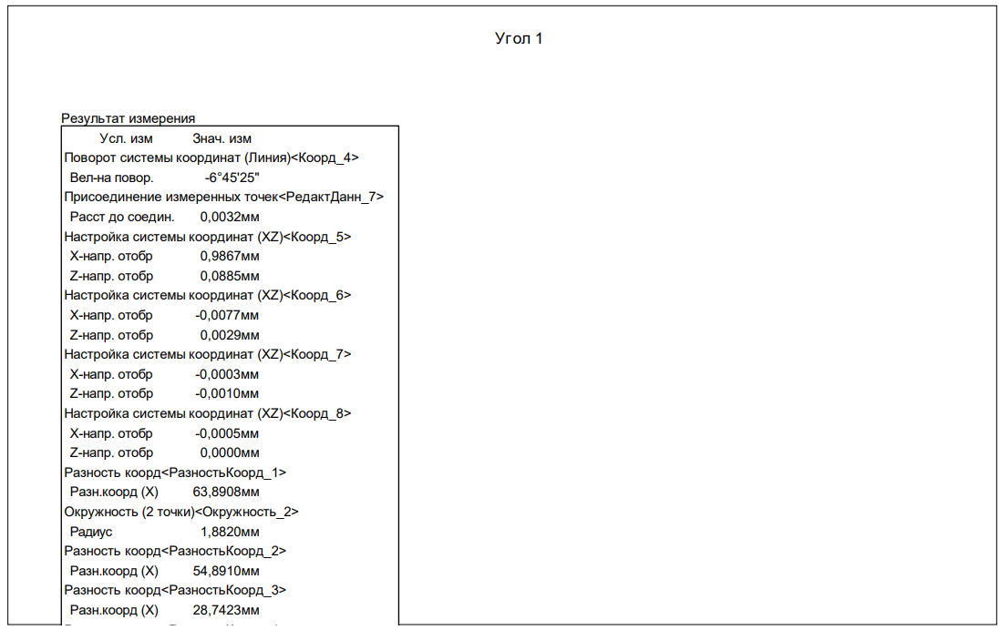 Угол 1
Результат измерения
Усл. изм Знач. изм
Поворот системы координат (Линия)<Коорд_4>
Вел-на повор. -6°45'25"
Присоединение измеренных точек<РедактДанн_7>
Расст до соедин. 0,0032мм
Настройка системы координат (XZ)<Коорд_5>
X-напр. отобр 0,9867мм
Z-напр. отобр 0,0885мм
Настройка системы координат (XZ)<Коорд_6>
X-напр. отобр -0,0077мм
Z-напр. отобр 0,0029мм
Настройка системы координат (XZ)<Коорд_7>
X-напр. отобр -0,0003мм
Z-напр. отобр -0,0010мм
Настройка системы координат (XZ)<Коорд_8>
X-напр. отобр -0,0005мм
Z-напр. отобр 0,0000мм
Разность коорд<РазностьКоорд_1>
Разн.коорд (X) 63,8908мм
Окружность (2 точки)<Окружность_2>
Радиус 1,8820мм
Разность коорд<РазностьКоорд_2>
Разн.коорд (X) 54,8910мм
Разность коорд<РазностьКоорд_3>
Разн.коорд (X) 28,7423мм